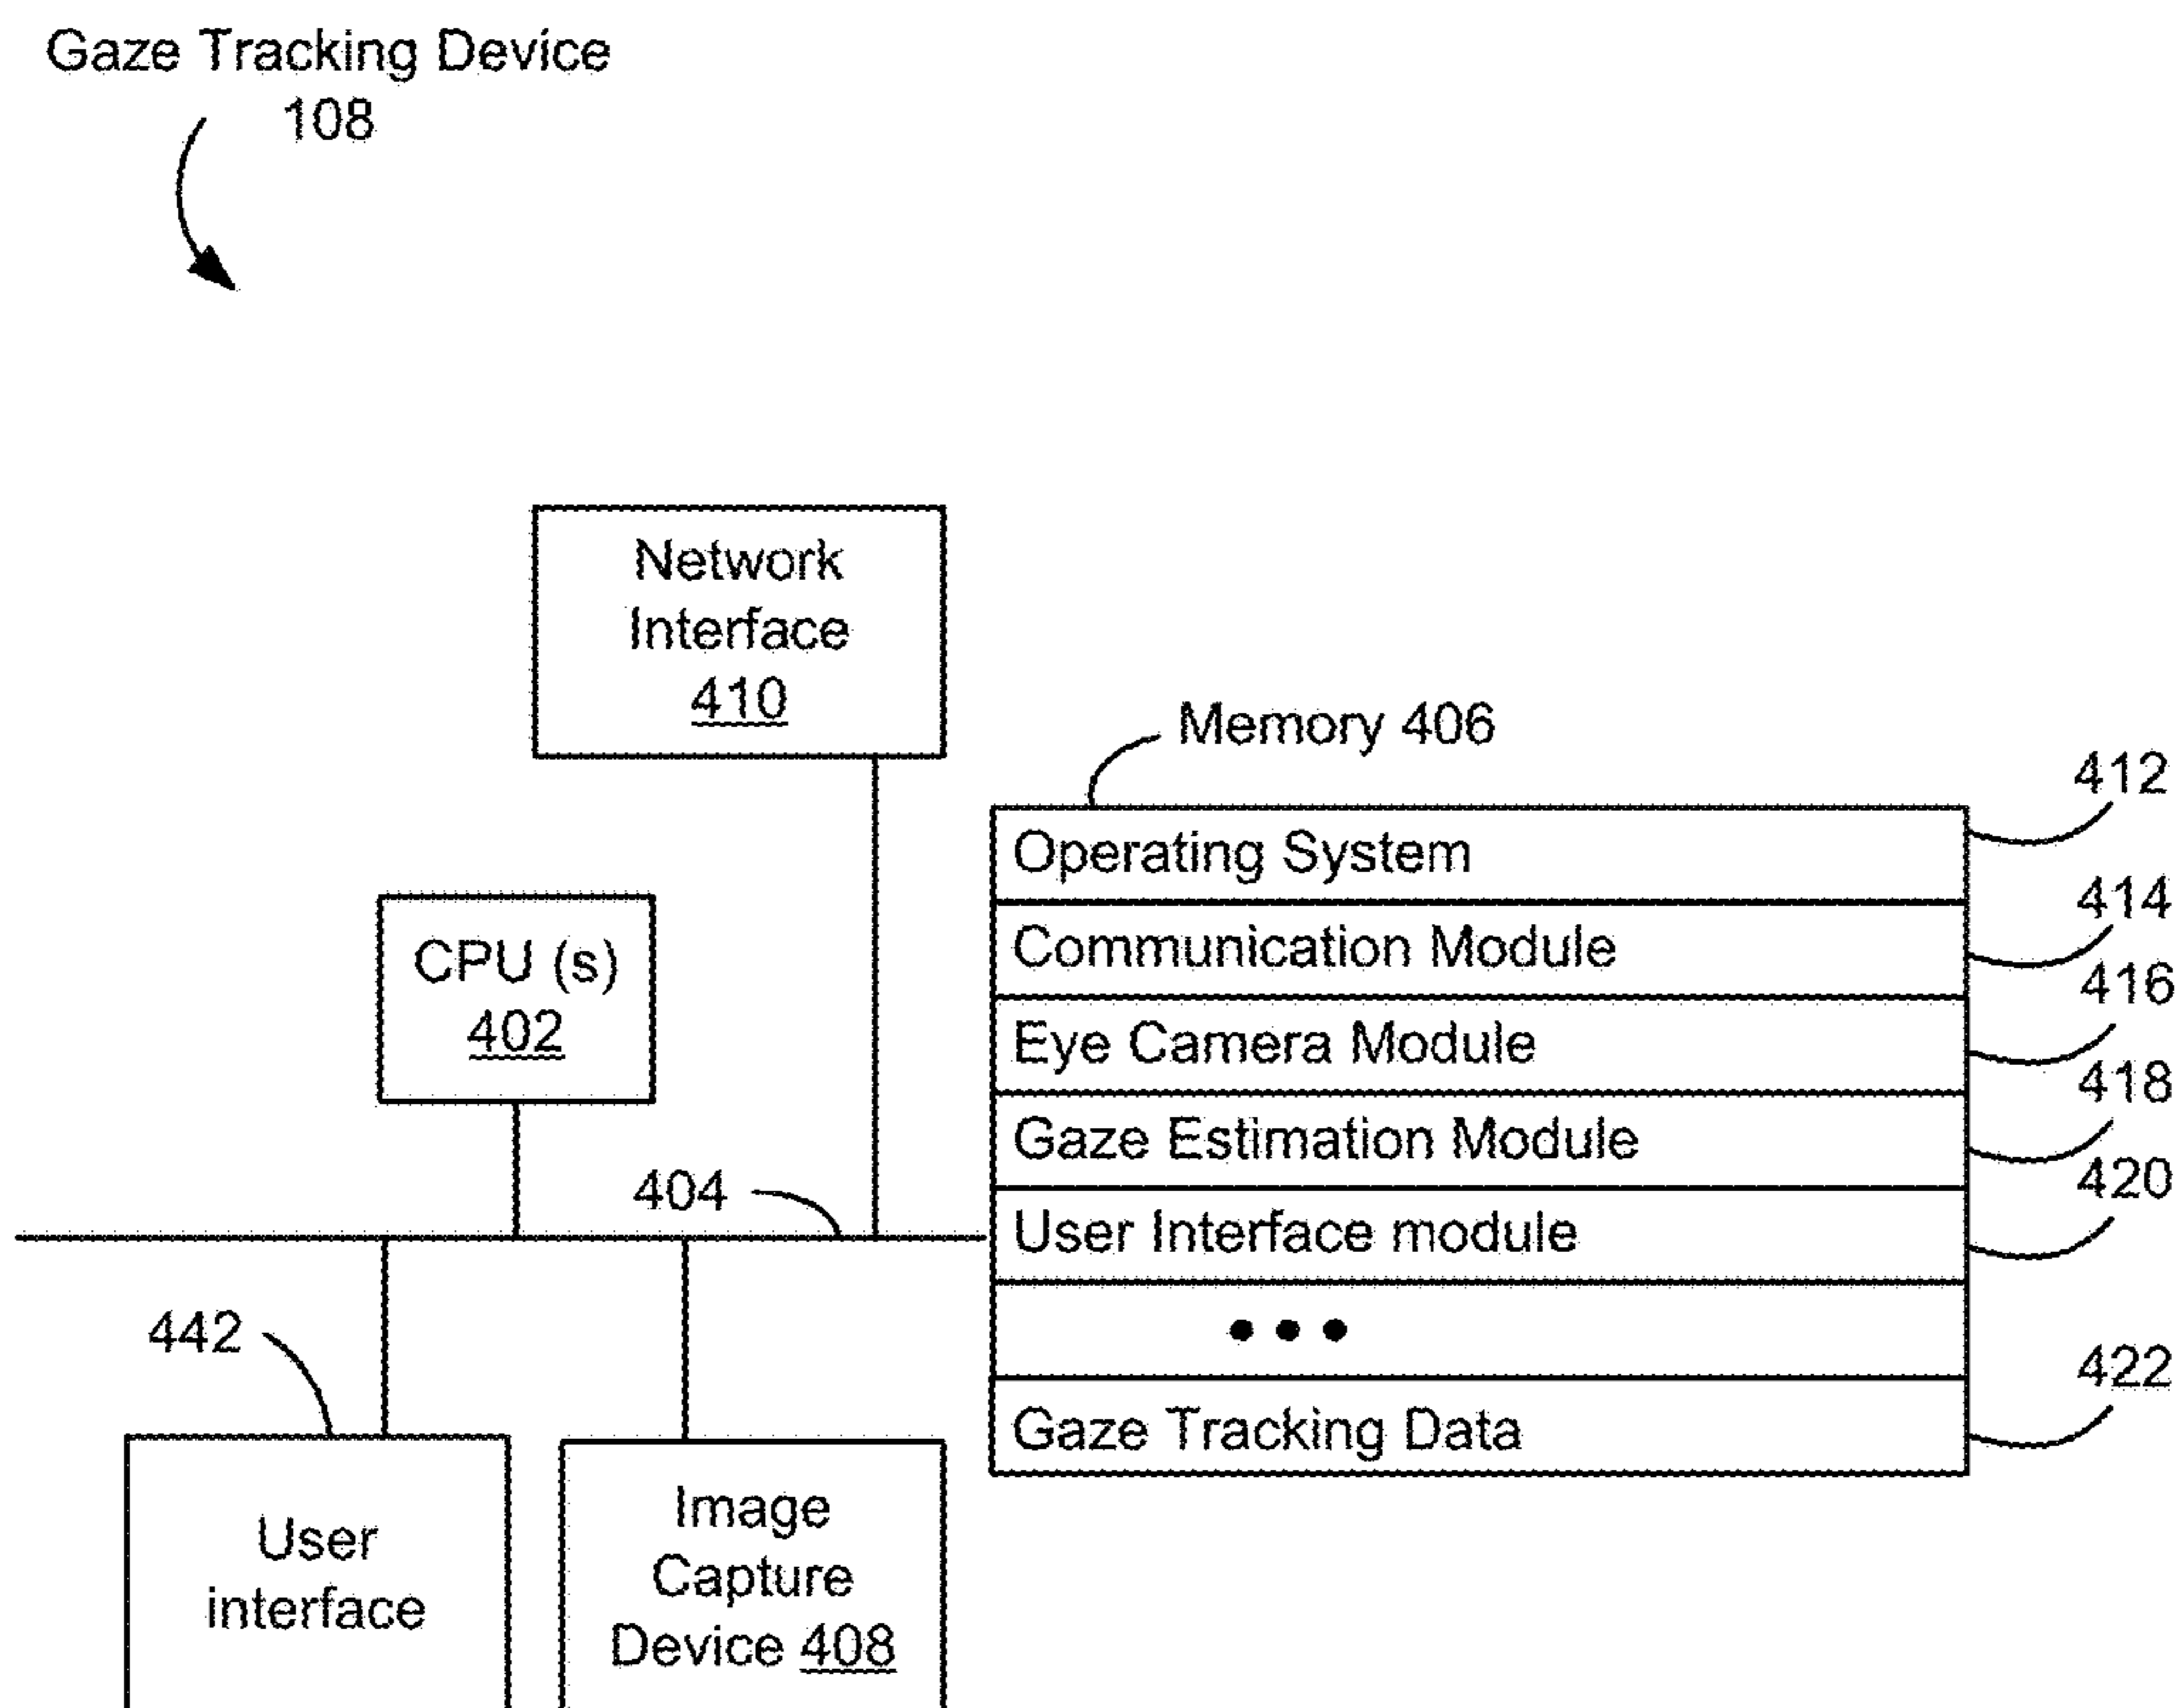 Gaze Tracking Device
108
Network
Interface
410
Memory 406
412
Operating System
414
Communication Module
416
Eye Camera Module
418
Gaze Estimation Module
420
User Interface module
422
Gaze Tracking Data
CPU (s)
402
404
442
User
interface
Image
Capture
Device 408